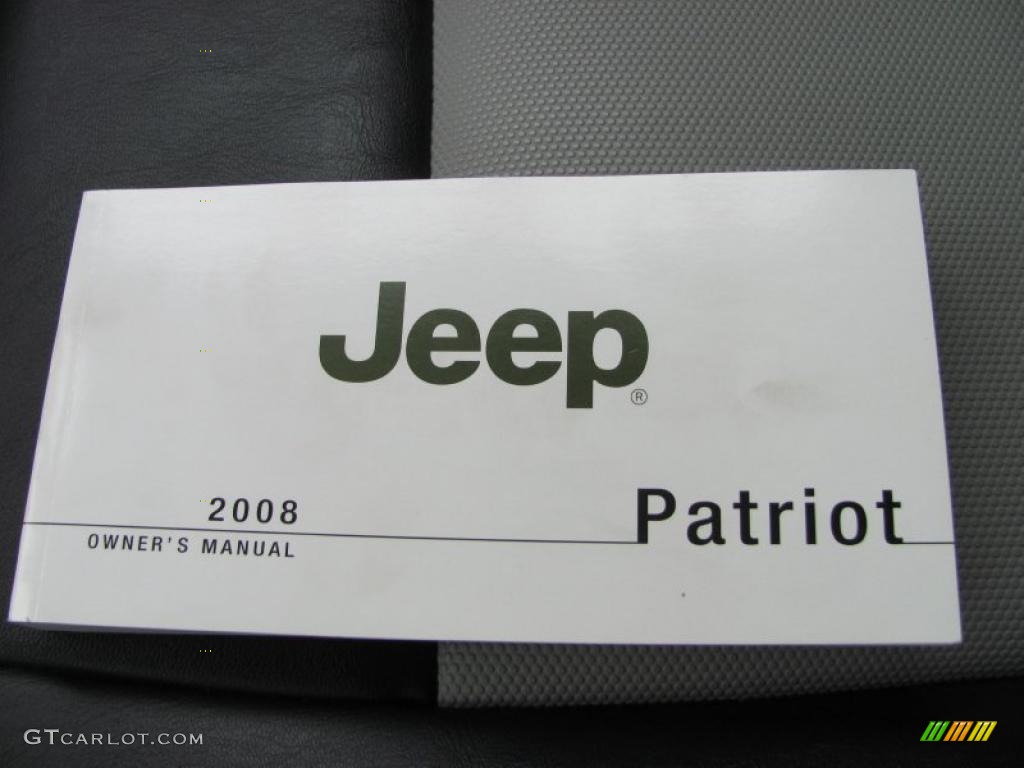 Jeep®
2008
OWNER'S MANUAL
Patriot
GTCARLOT.COM